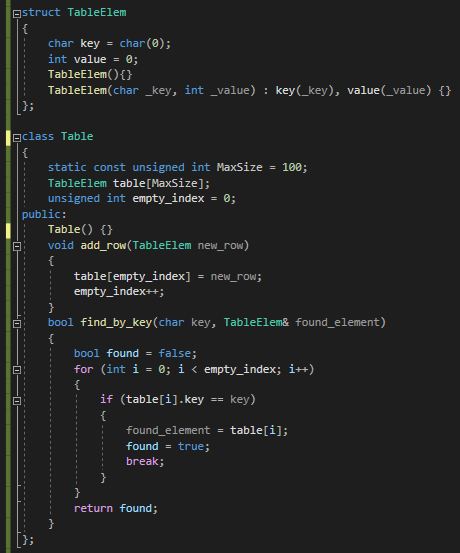 struct TableElem
{
    char key = char(0);
    int value = 0;
    TableElem(){}
    TableElem(char _key, int _value) : key(_key), value(_value) {}
};

class Table
{
    static const unsigned int MaxSize = 100;
    TableElem table[MaxSize];
    unsigned int empty_index = 0;
public:
    Table() {}
    void add_row(TableElem new_row)
    {
        table[empty_index] = new_row;
        empty_index++;
    }
    bool find_by_key(char key, TableElem& found_element)
    {
        bool found = false;
        for (int i = 0; i < empty_index; i++)
        {
            if (table[i].key == key)
            {
                found_element = table[i];
                found = true;
                break;
            }
        }
        return found;
    }
};